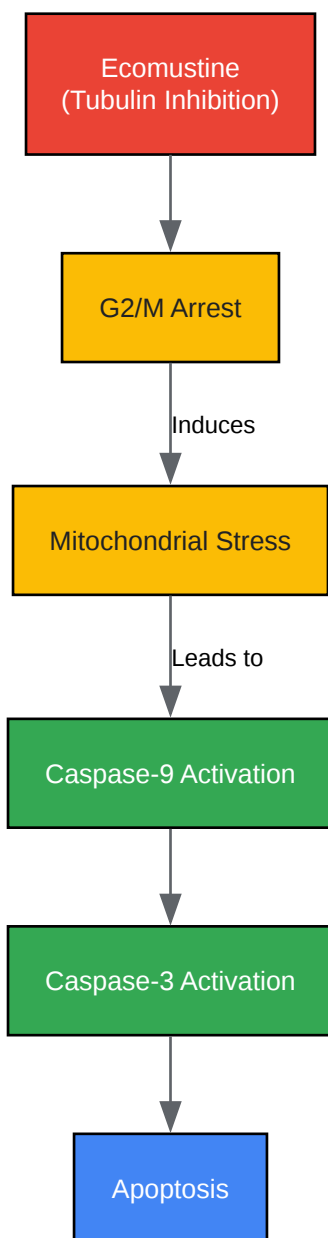 Ecomustine
(Tubulin Inhibition)
G2/M Arrest
Induces
Mitochondrial Stress
Leads to
Caspase-9 Activation
Caspase-3 Activation
Apoptosis